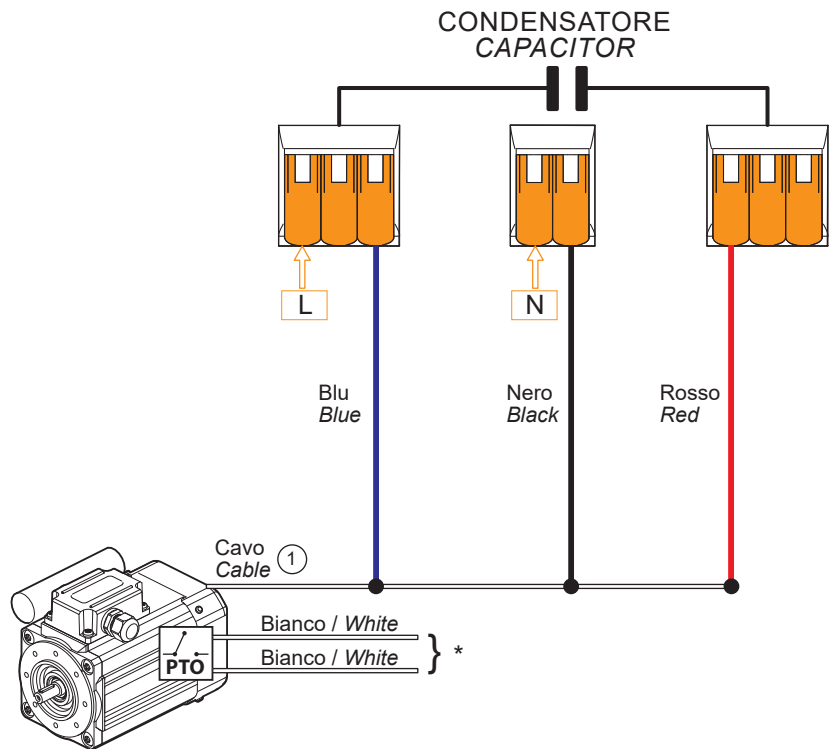 CONDENSATORE
CAPACITOR
L
N
Blu
Blue
Nero
Black
Rosso
Red
Cavo
Cable 1
Bianco / White
Bianco / White
} *
PTO